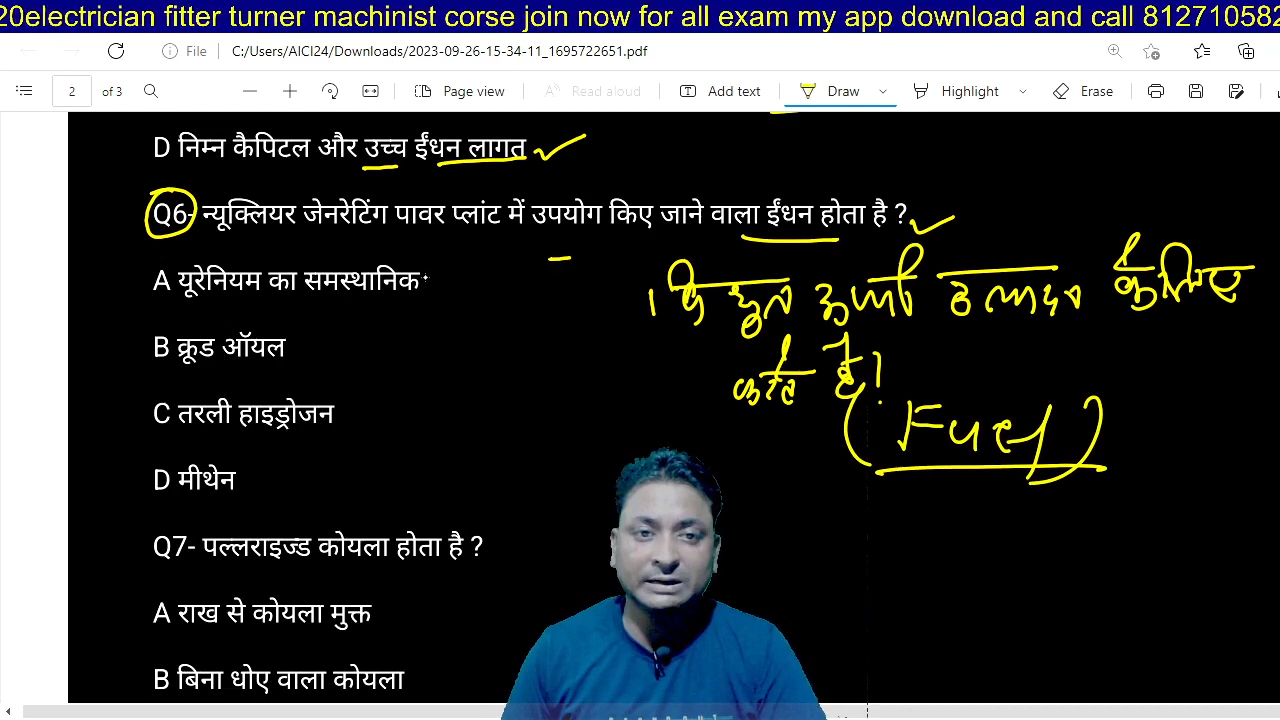 20electrician fitter turner machinist corse join now for all exam my app download and call 812710582
File C:/Users/AICI24/Downloads/2023-09-26-15-34-11_1695722651.pdf
2 of 3 Page view Read aloud Add text Draw Highlight Erase
D निम्न कैपिटल और उच्च ईंधन लागत
Q6- न्यूक्लियर जेनरेटिंग पावर प्लांट में उपयोग किए जाने वाला ईंधन होता है ?
A यूरेनियम का समस्थानिक
B क्रूड ऑयल
C तरली हाइड्रोजन
D मीथेन
Q7- पल्लराइज्ड कोयला होता है ?
A राख से कोयला मुक्त
B बिना धोए वाला कोयला
उत्पादन के लिए
करते है।
(Fuel)